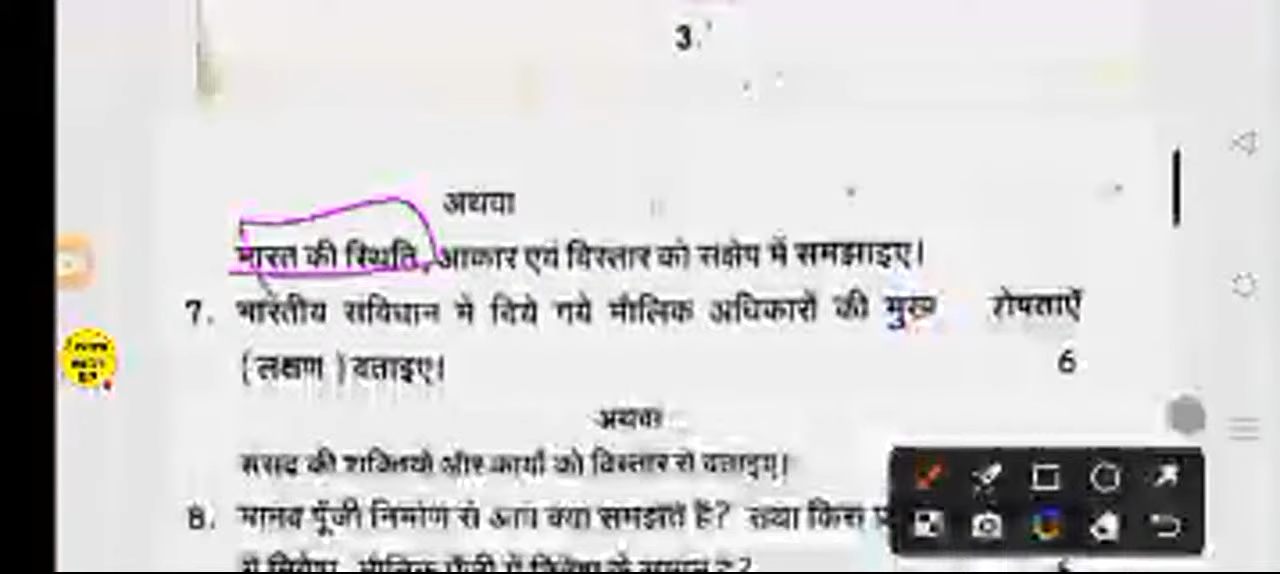 3.
अथवा
भारत की स्थिति, आकार एवं विस्तार को संक्षेप में समझाइए।
7. भारतीय संविधान में दिये गये मौलिक अधिकारों की मुख्य
(लक्षण) बताइए। 6
अथवा
संसद की शक्तियों और कार्यों को विस्तार से बताइए।
8. मानव पूँजी निर्माण से आप क्या समझते है? तथा किस
में निवेश, भौतिक पूँजी में निवेश के समान है?